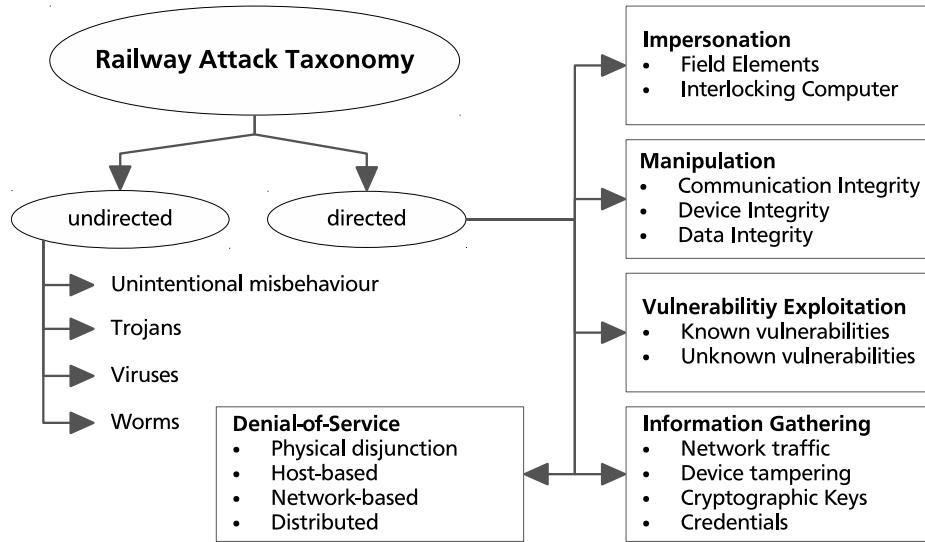 Railway Attack Taxonomy
undirected
directed
Unintentional misbehaviour
Trojans
Viruses
Worms
Impersonation
• Field Elements
• Interlocking Computer
Manipulation
• Communication Integrity
• Device Integrity
• Data Integrity
Vulnerabilitiy Exploitation
• Known vulnerabilities
• Unknown vulnerabilities
Denial-of-Service
• Physical disjunction
• Host-based
• Network-based
• Distributed
Information Gathering
• Network traffic
• Device tampering
• Cryptographic Keys
• Credentials